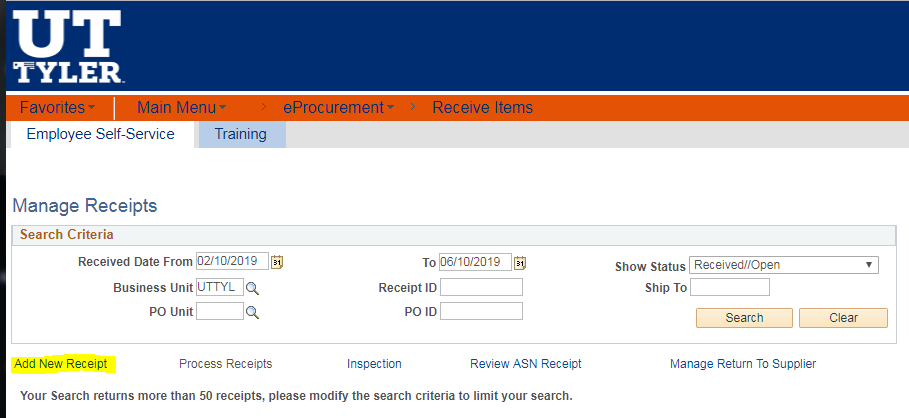 UT
TYLER
Favorites Main Menu > eProcurement > Receive Items
Employee Self-Service Training
Manage Receipts
Search Criteria
Received Date From 02/10/2019 31 To 06/10/2019 31 Show Status Received//Open
Business Unit UTTYL Receipt ID Ship To
PO Unit PO ID Search Clear
Add New Receipt Process Receipts Inspection Review ASN Receipt Manage Return To Supplier
Your Search returns more than 50 receipts, please modify the search criteria to limit your search.